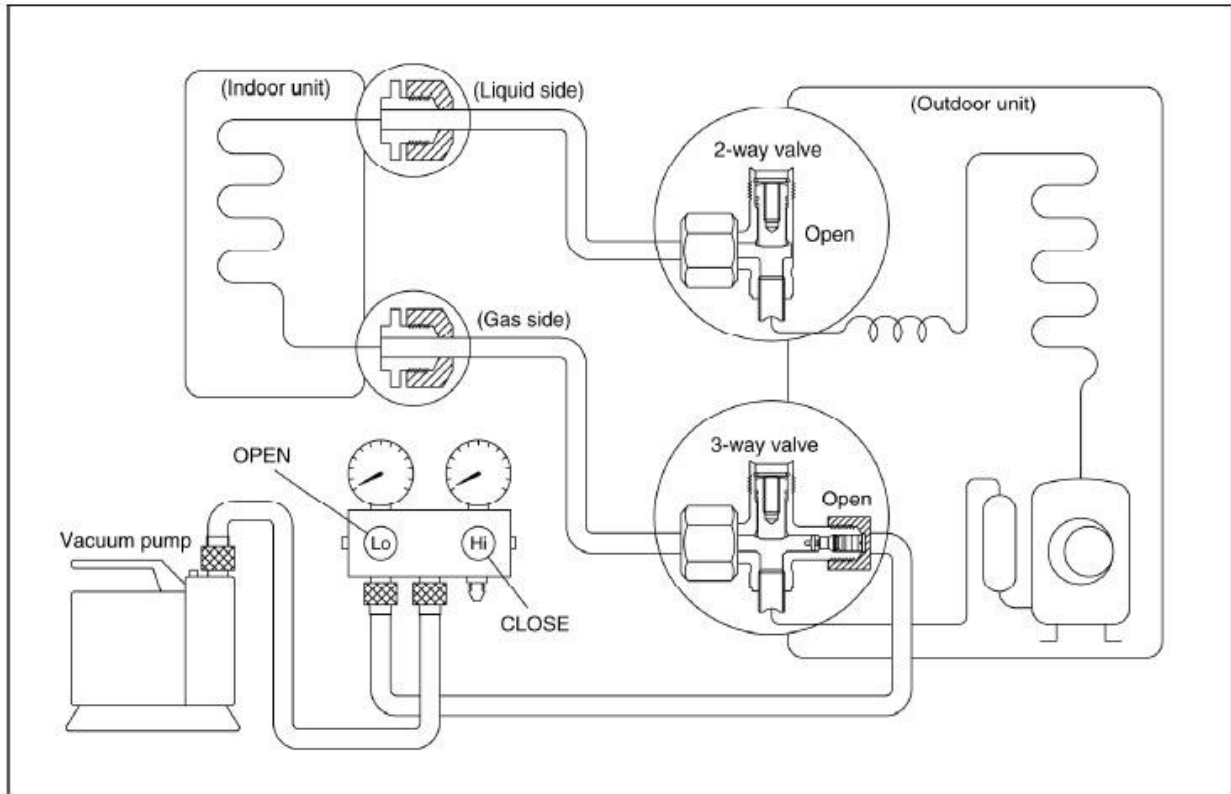 (Indoor unit)
(Liquid side)
(Outdoor unit)
2-way valve
Open
(Gas side)
3-way valve
Open
OPEN
Lo
Hi
Vacuum pump
CLOSE